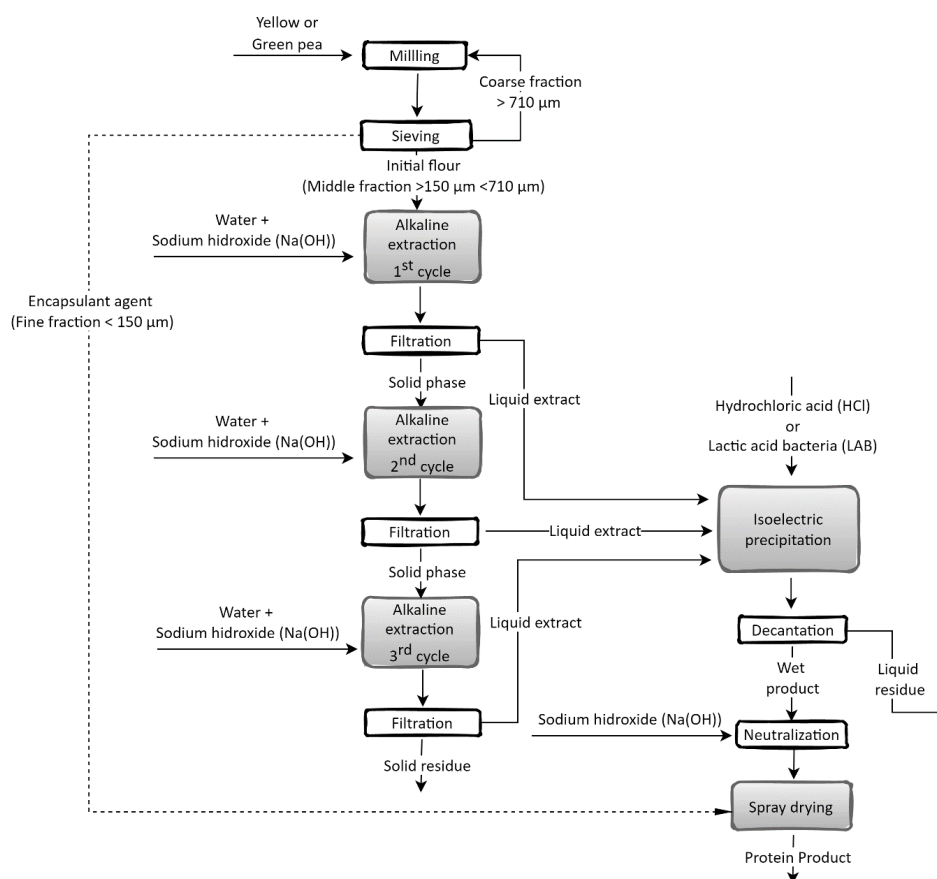 Yellow or
Green pea
Millling
Coarse fraction
> 710 µm
Sieving
Initial flour
(Middle fraction >150 µm <710 µm)
Water +
Sodium hidroxide (Na(OH))
Alkaline
extraction
1st cycle
Encapsulant agent
(Fine fraction < 150 µm)
Filtration
Solid phase
Liquid extract
Water +
Sodium hidroxide (Na(OH))
Alkaline
extraction
2nd cycle
Hydrochloric acid (HCl)
or
Lactic acid bacteria (LAB)
Isoelectric
precipitation
Filtration
Liquid extract
Solid phase
Water +
Sodium hidroxide (Na(OH))
Alkaline
extraction
3rd cycle
Liquid extract
Decantation
Wet
product
Liquid
residue
Filtration
Sodium hidroxide (Na(OH))
Neutralization
Solid residue
Spray drying
Protein Product